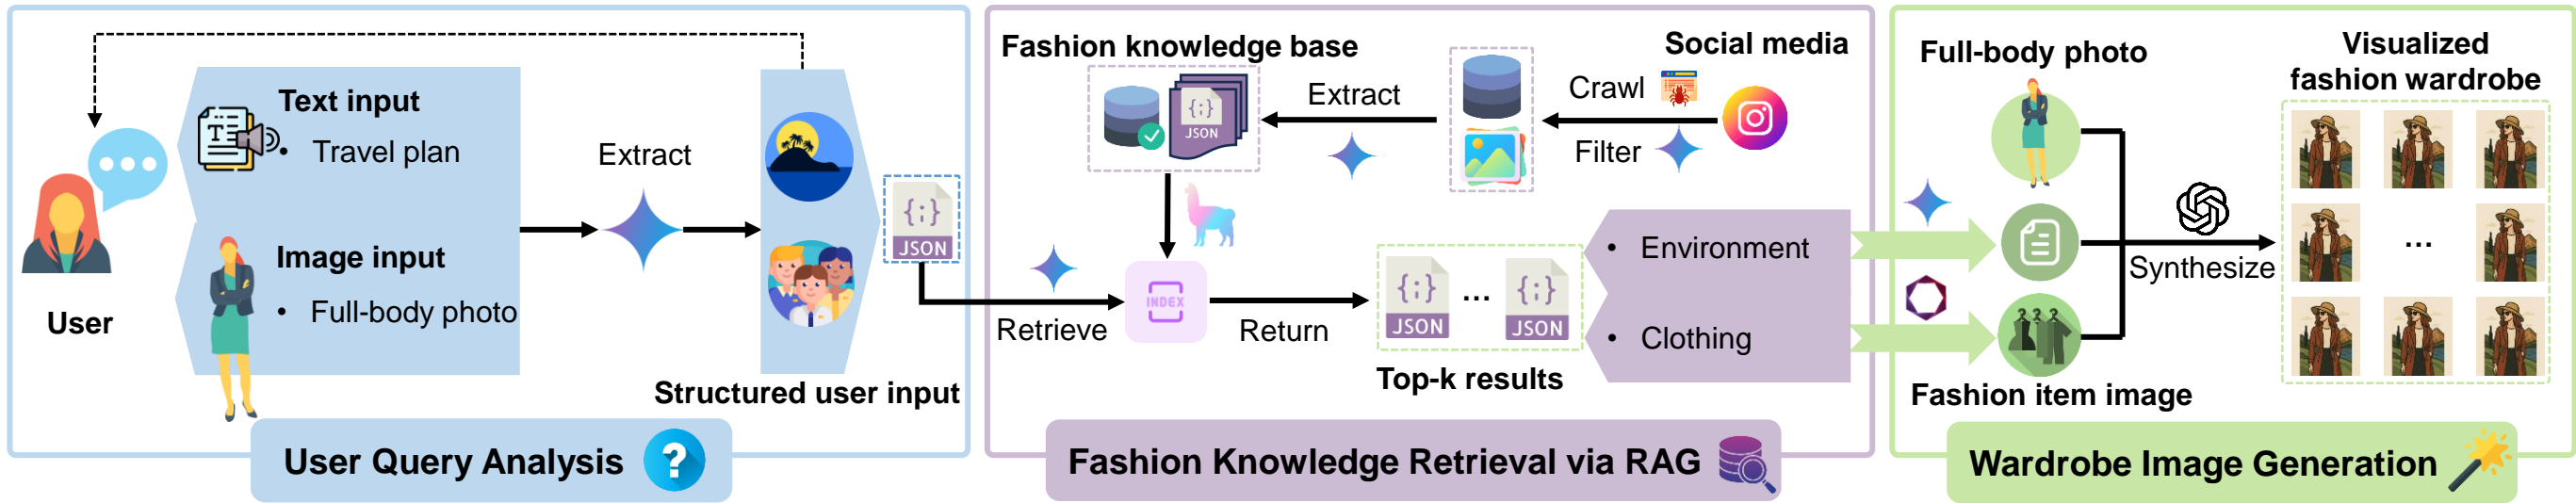 Text input
• Travel plan
Image input
• Full-body photo
User
Extract
JSON
Structured user input
User Query Analysis
?
Fashion knowledge base
Social media
JSON
Extract
Crawl
Filter
Retrieve
INDEX
Return
JSON
...
JSON
Top-k results
• Environment
• Clothing
Fashion Knowledge Retrieval via RAG
Full-body photo
Fashion item image
Synthesize
Visualized
fashion wardrobe
...
Wardrobe Image Generation